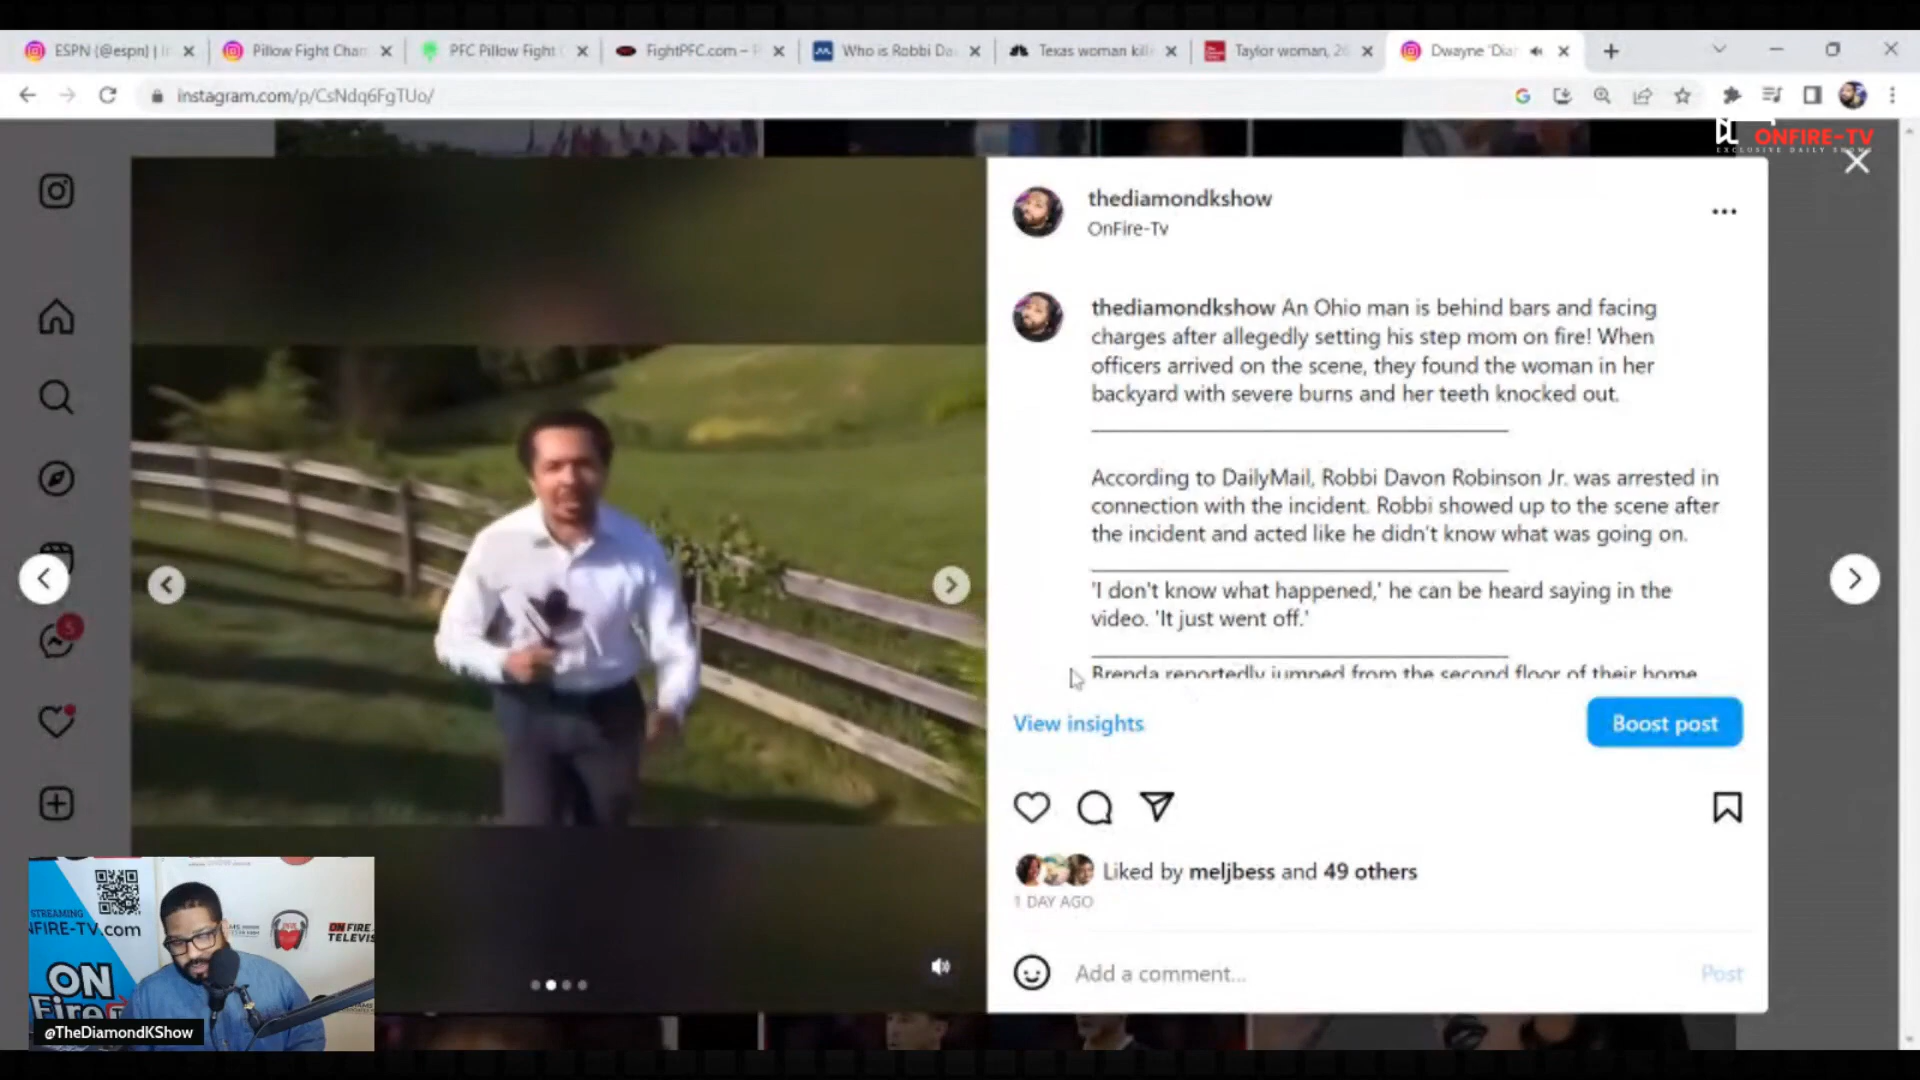 ESPN (@espn) | I
Pillow Fight Cham
PFC Pillow Fight
FightPFC.com –
Who is Robbi Da
Texas woman kill
Taylor woman, 2
Dwayne 'Diar
instagram.com/p/CsNdq6FgTUo/
ONFIRE-TV
EXCLUSIVE DAILY SHOWS
thediamondkshow
OnFire-Tv
thediamondkshow An Ohio man is behind bars and facing
charges after allegedly setting his step mom on fire! When
officers arrived on the scene, they found the woman in her
backyard with severe burns and her teeth knocked out.
According to DailyMail, Robbi Davon Robinson Jr. was arrested in
connection with the incident. Robbi showed up to the scene after
the incident and acted like he didn't know what was going on.
'I don't know what happened,' he can be heard saying in the
video. 'It just went off.'
Brenda reportedly jumped from the second floor of their home
View insights
Boost post
Liked by meljbess and 49 others
1 DAY AGO
Add a comment...
Post
5
STREAMING
NFIRE-TV.com
ON
Fire
ON FIRE
TELEVIS
@TheDiamondKShow